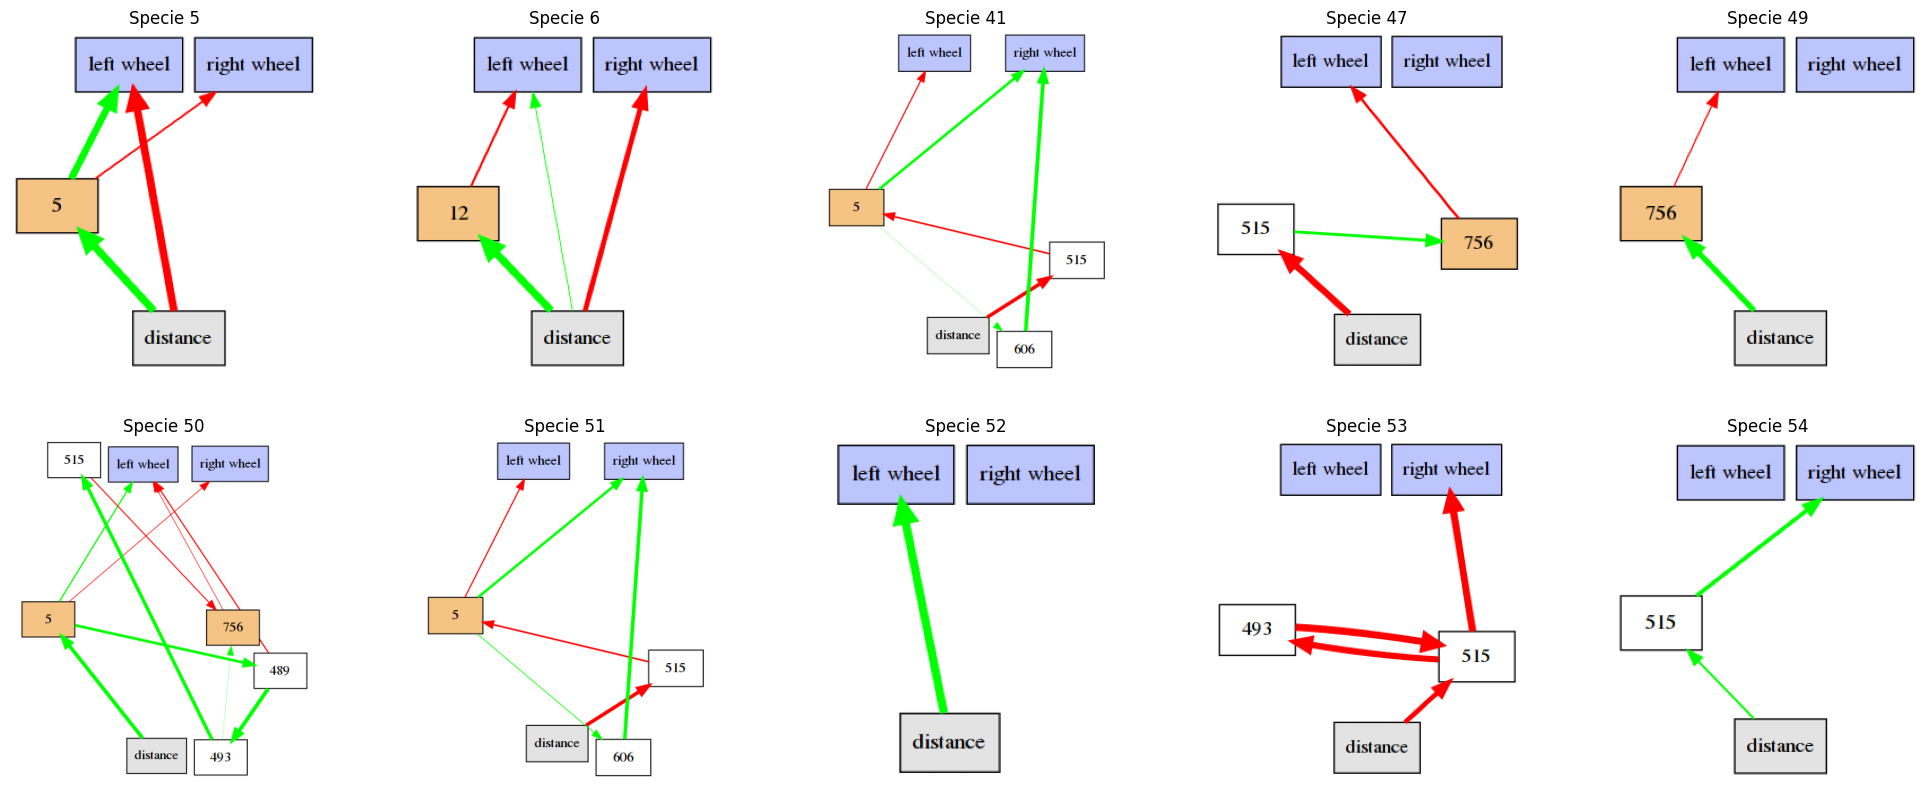 Specie 5
left wheel
right wheel
5
distance
Specie 6
left wheel
right wheel
12
distance
Specie 41
left wheel
right wheel
5
515
distance
606
Specie 47
left wheel
right wheel
515
756
distance
Specie 49
left wheel
right wheel
756
distance
Specie 50
515
left wheel
right wheel
5
756
489
distance
493
Specie 51
left wheel
right wheel
5
515
distance
606
Specie 52
left wheel
right wheel
distance
Specie 53
left wheel
right wheel
493
515
distance
Specie 54
left wheel
right wheel
515
distance